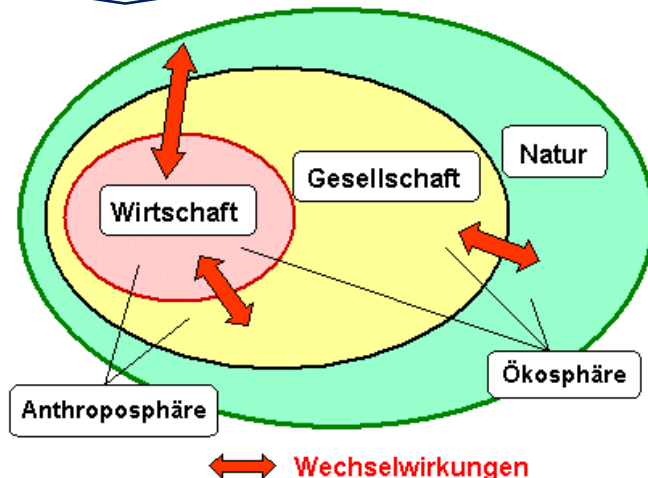 Natur
Gesellschaft
Wirtschaft
Ökosphäre
Anthroposphäre
Wechselwirkungen